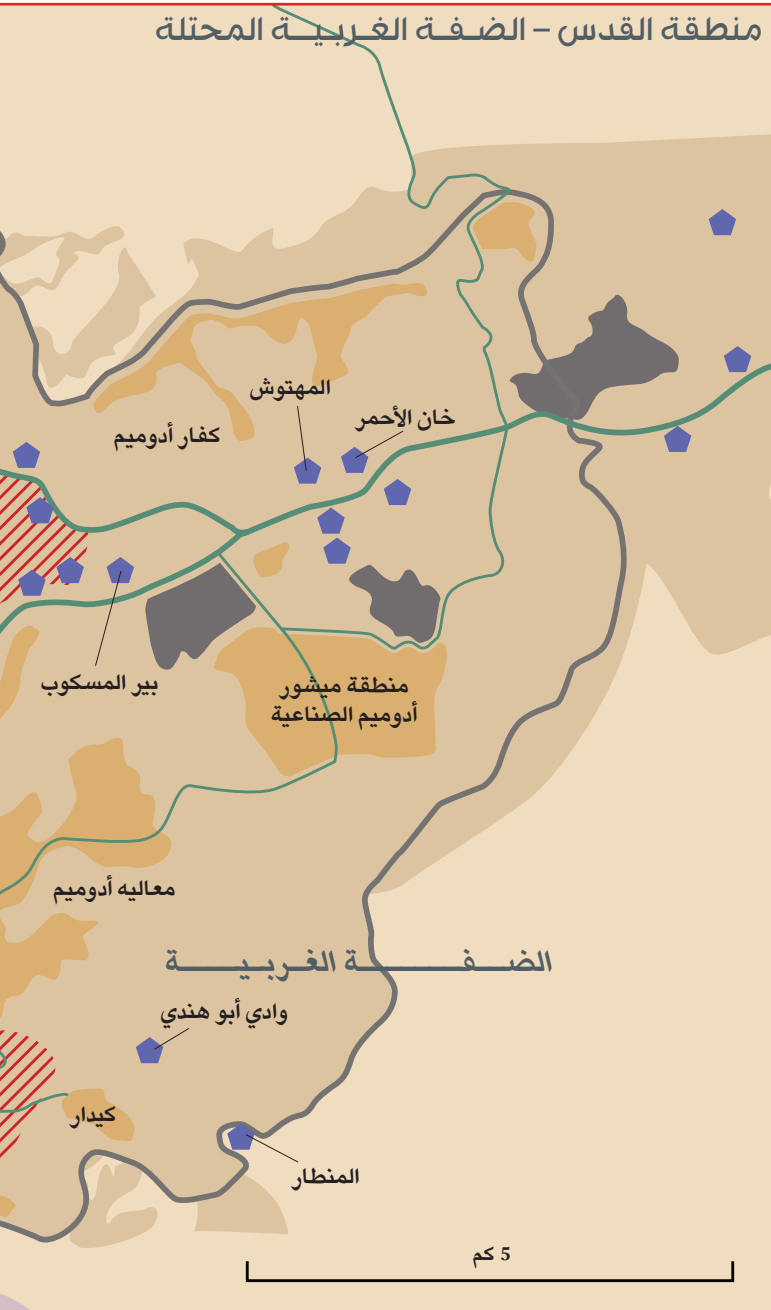 منطقة القدس – الضفة الغربية المحتلة
المهتوش
خان الأحمر
كفار أدوميم
بير المسكوب
منطقة ميشور
أدوميم الصناعية
معاليه أدوميم
الضفة الغربية
وادي أبو هندي
كيدار
المنطار
5 كم